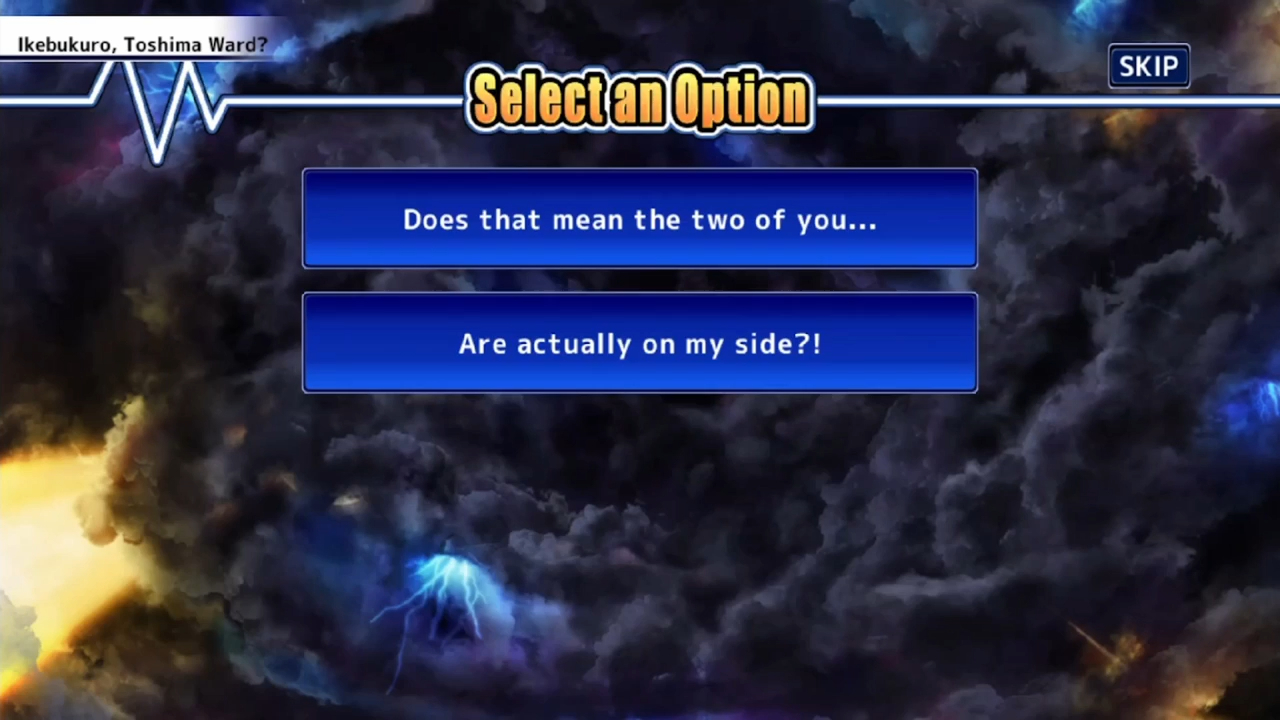 Ikebukuro, Toshima Ward?
SKIP
Select an Option
Does that mean the two of you...
Are actually on my side?!